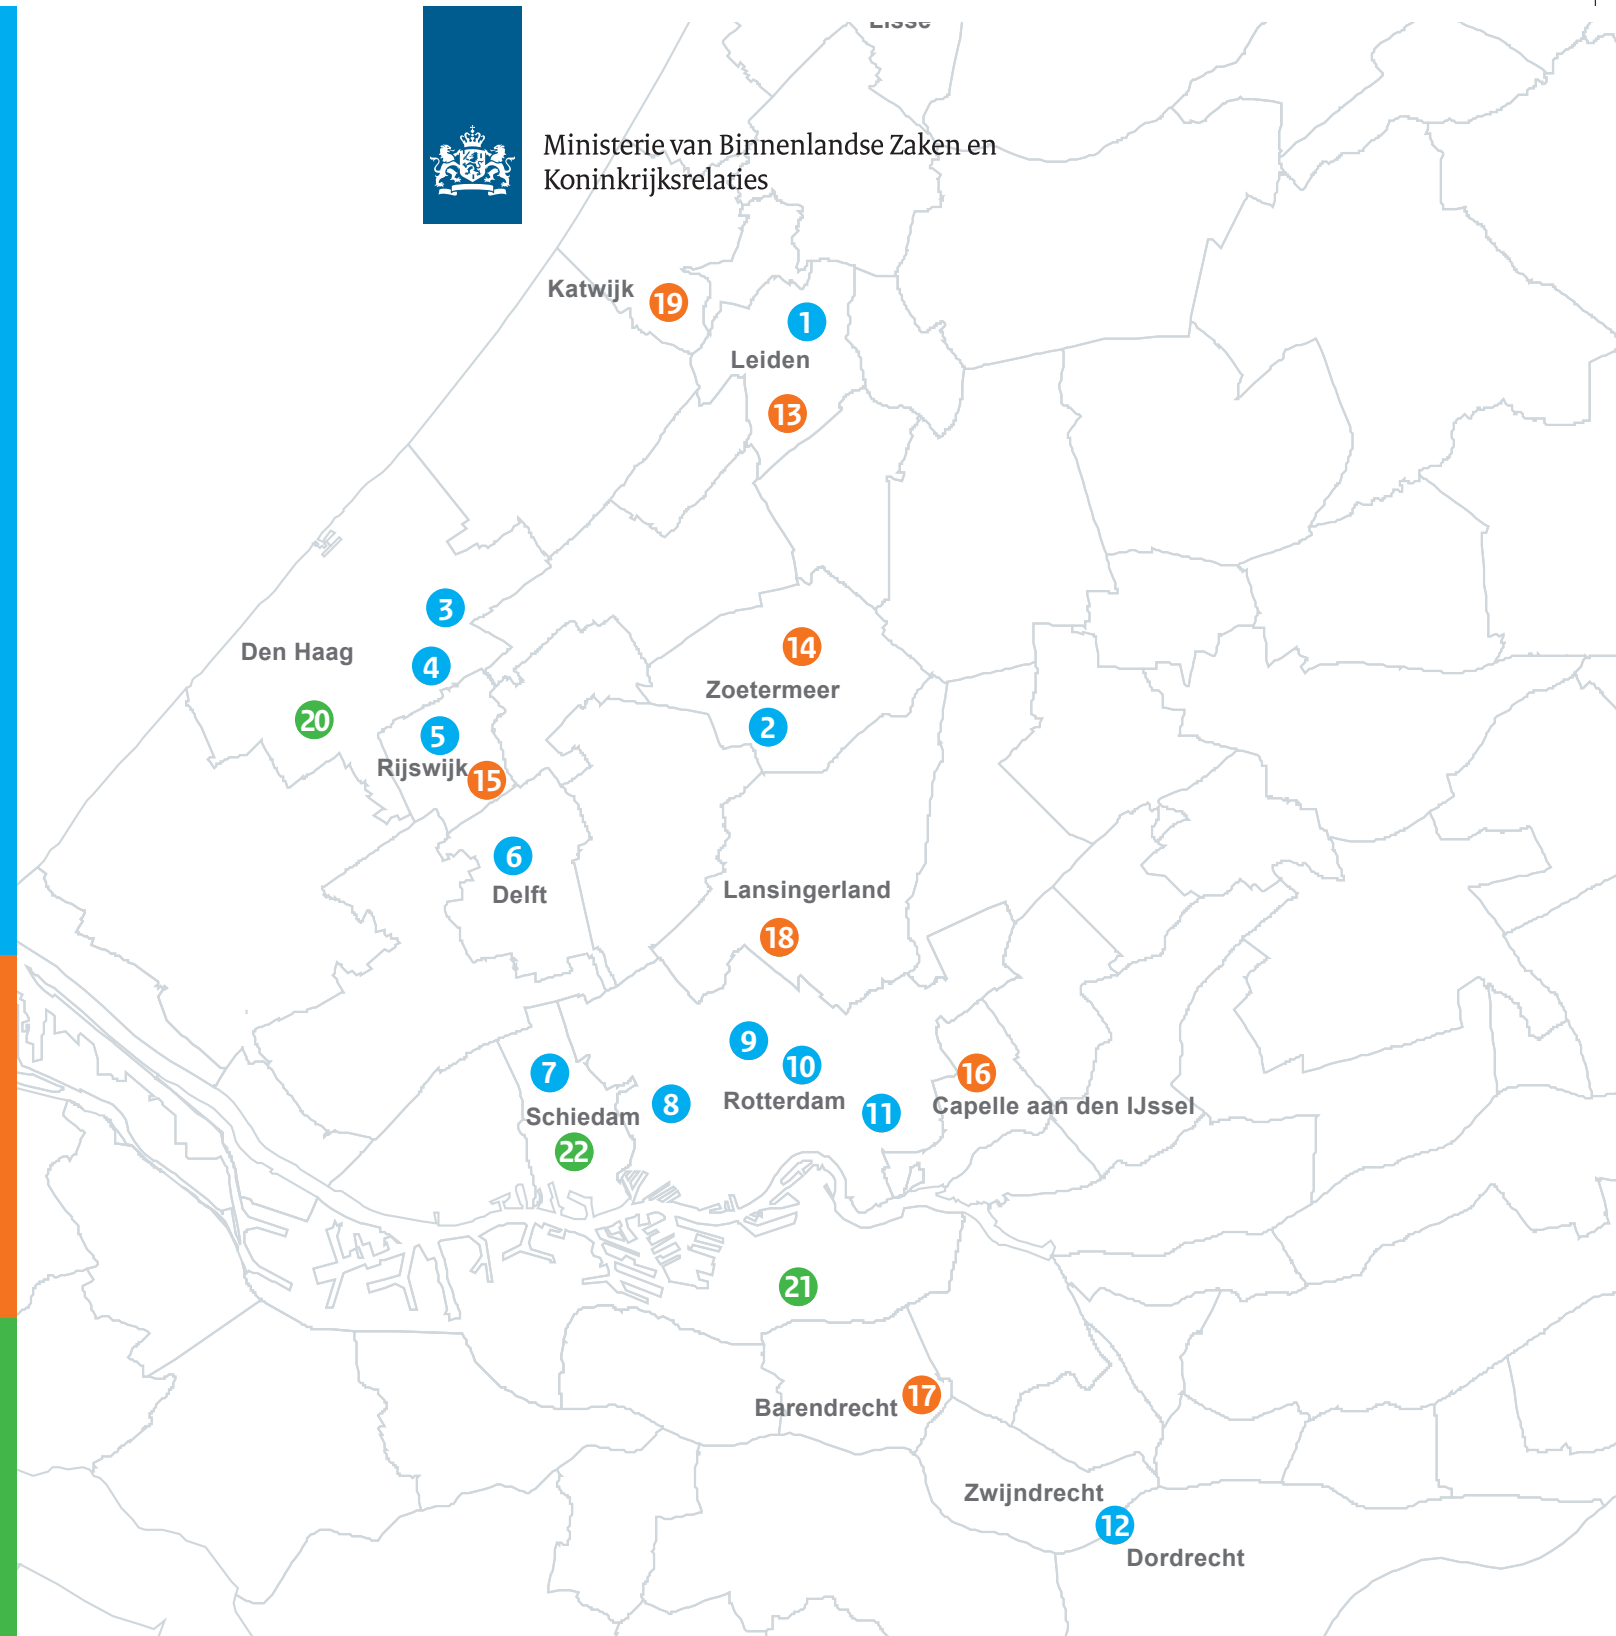 Lisse
Ministerie van Binnenlandse Zaken en
Koninkrijksrelaties
Katwijk
19
1
Leiden
13
3
Den Haag
4
14
Zoetermeer
20
2
5
Rijswijk
15
6
Delft
Lansingerland
18
9
10
7
16
8
Rotterdam
11
Capelle aan den IJssel
Schiedam
22
21
17
Barendrecht
Zwijndrecht
12
Dordrecht